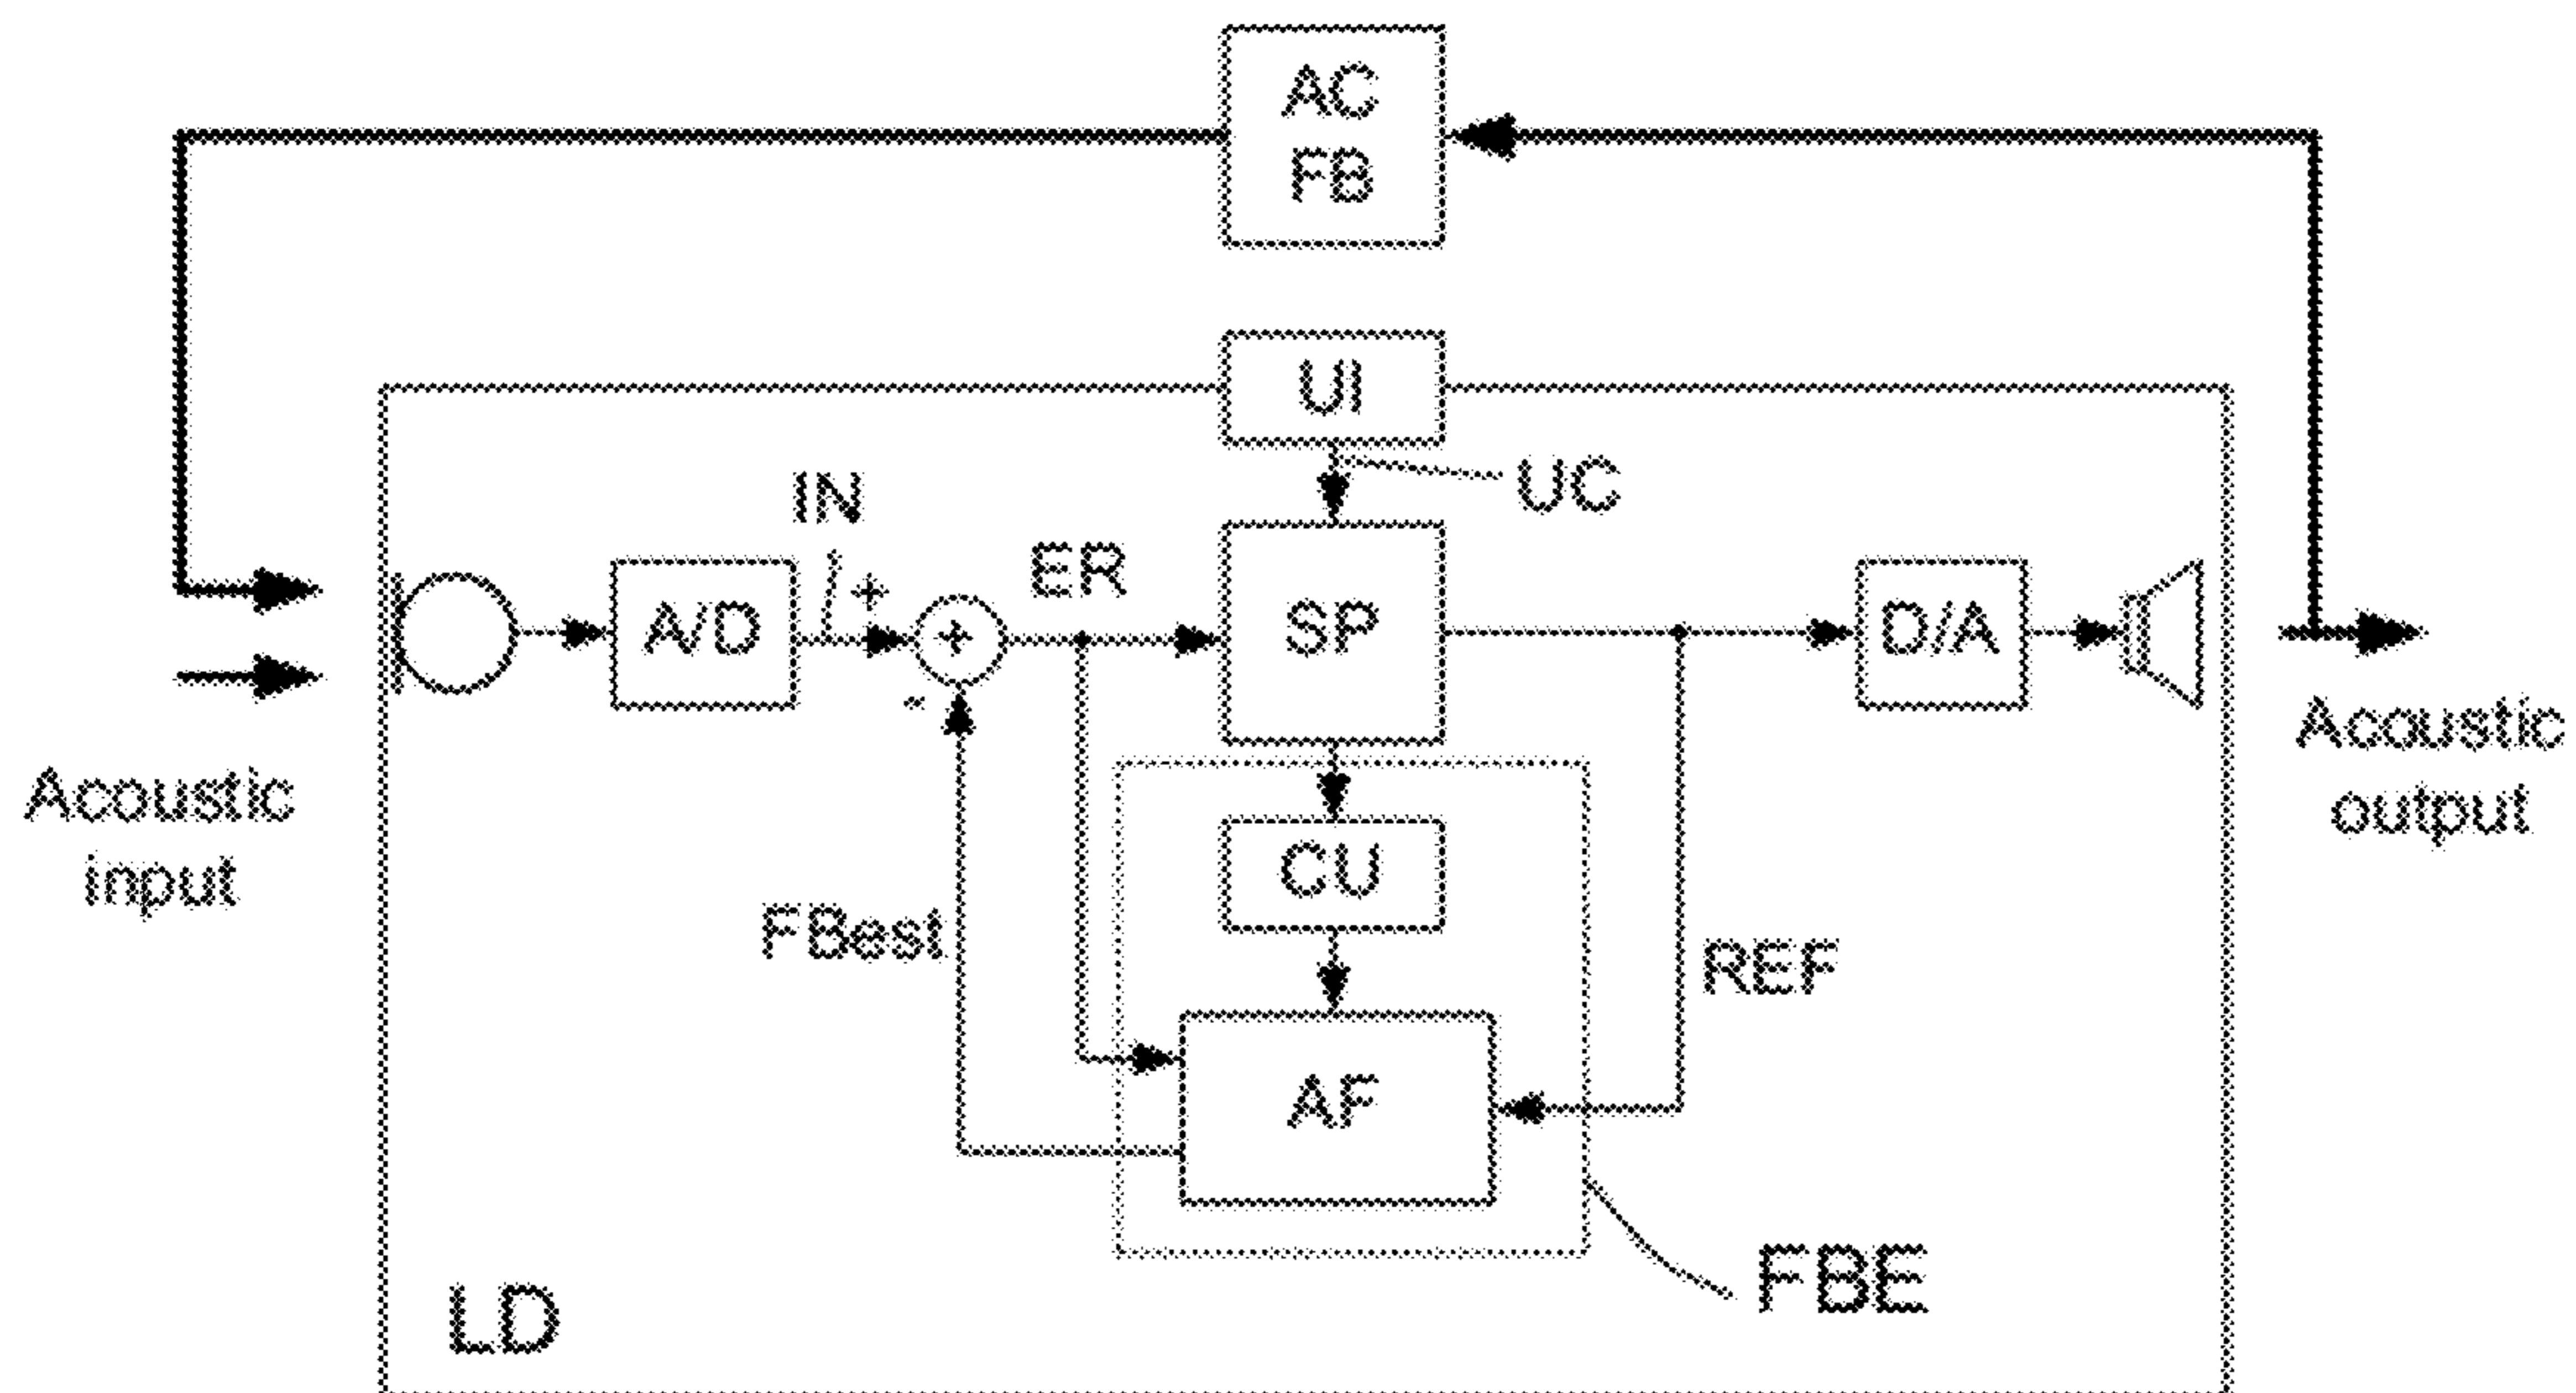 AC
FB
UI
UC
IN
+
ER
A/D
+
-
SP
D/A
Acoustic
input
Acoustic
output
CU
FBest
REF
AF
FBE
LD